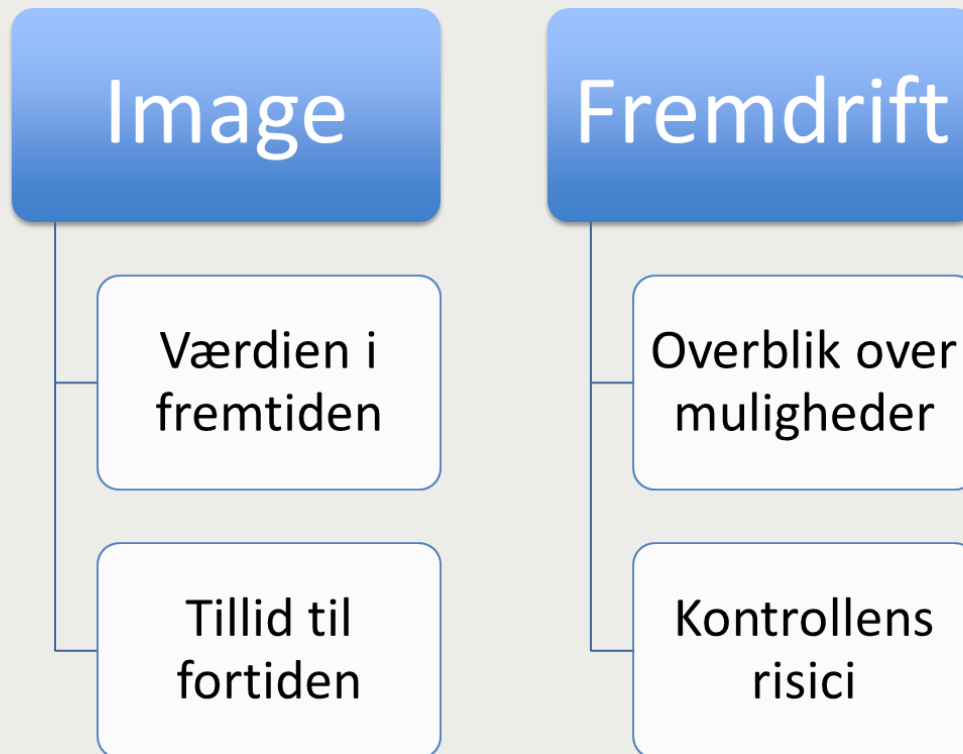 Image
Værdien i
fremtiden
Tillid til
fortiden
Fremdrift
Overblik over
muligheder
Kontrollens
risici